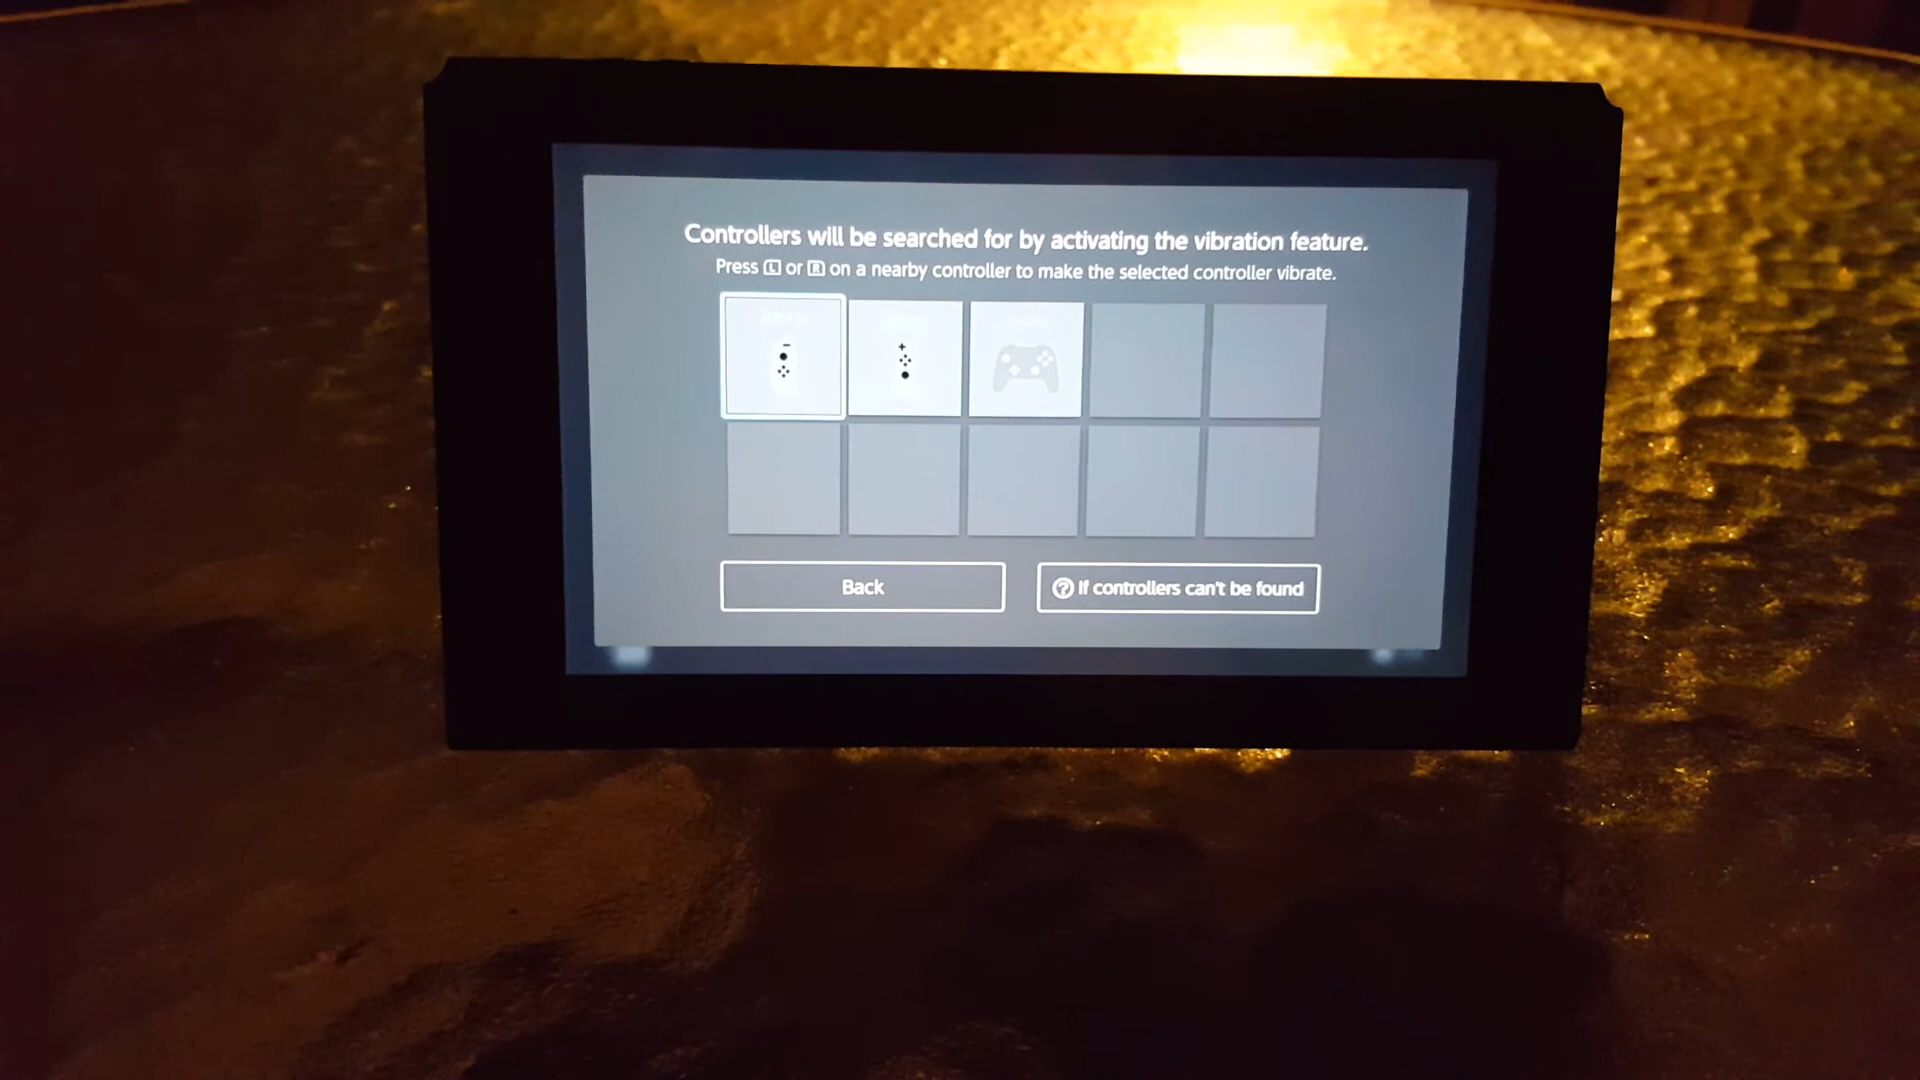 Controllers will be searched for by activating the vibration feature.
Press L or R on a nearby controller to make the selected controller vibrate.
Back
? If controllers can't be found